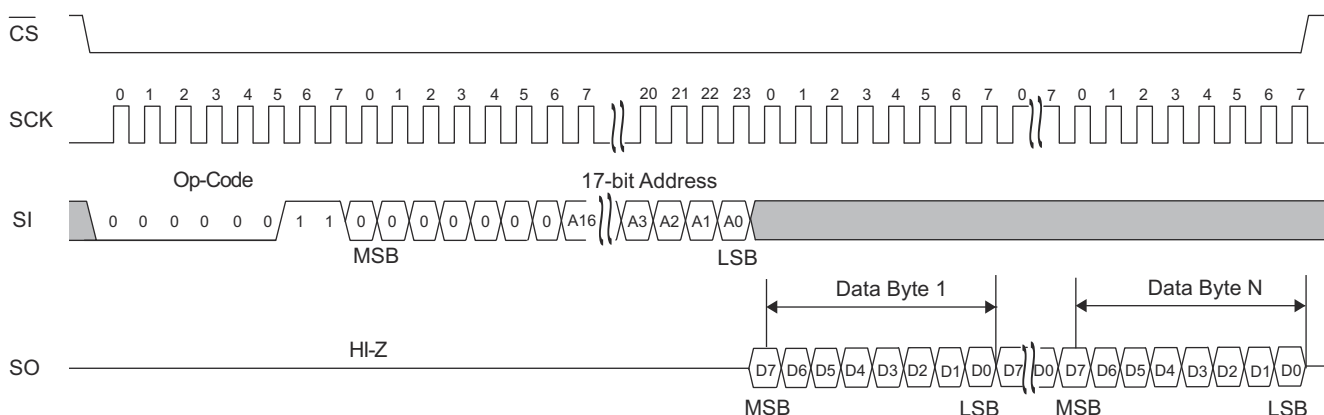 CS
0 1 2 3 4 5 6 7 0 1 2 3 4 5 6 7 20 21 22 23 0 1 2 3 4 5 6 7 0 7 0 1 2 3 4 5 6 7
SCK
Op-Code 17-bit Address
SI 0 0 0 0 0 0 1 1 0 0 0 0 0 0 0 A16 A3 A2 A1 A0
MSB LSB
Data Byte 1 Data Byte N
HI-Z
SO D7 D6 D5 D4 D3 D2 D1 D0 D7 D0 D7 D6 D5 D4 D3 D2 D1 D0
MSB LSB MSB LSB